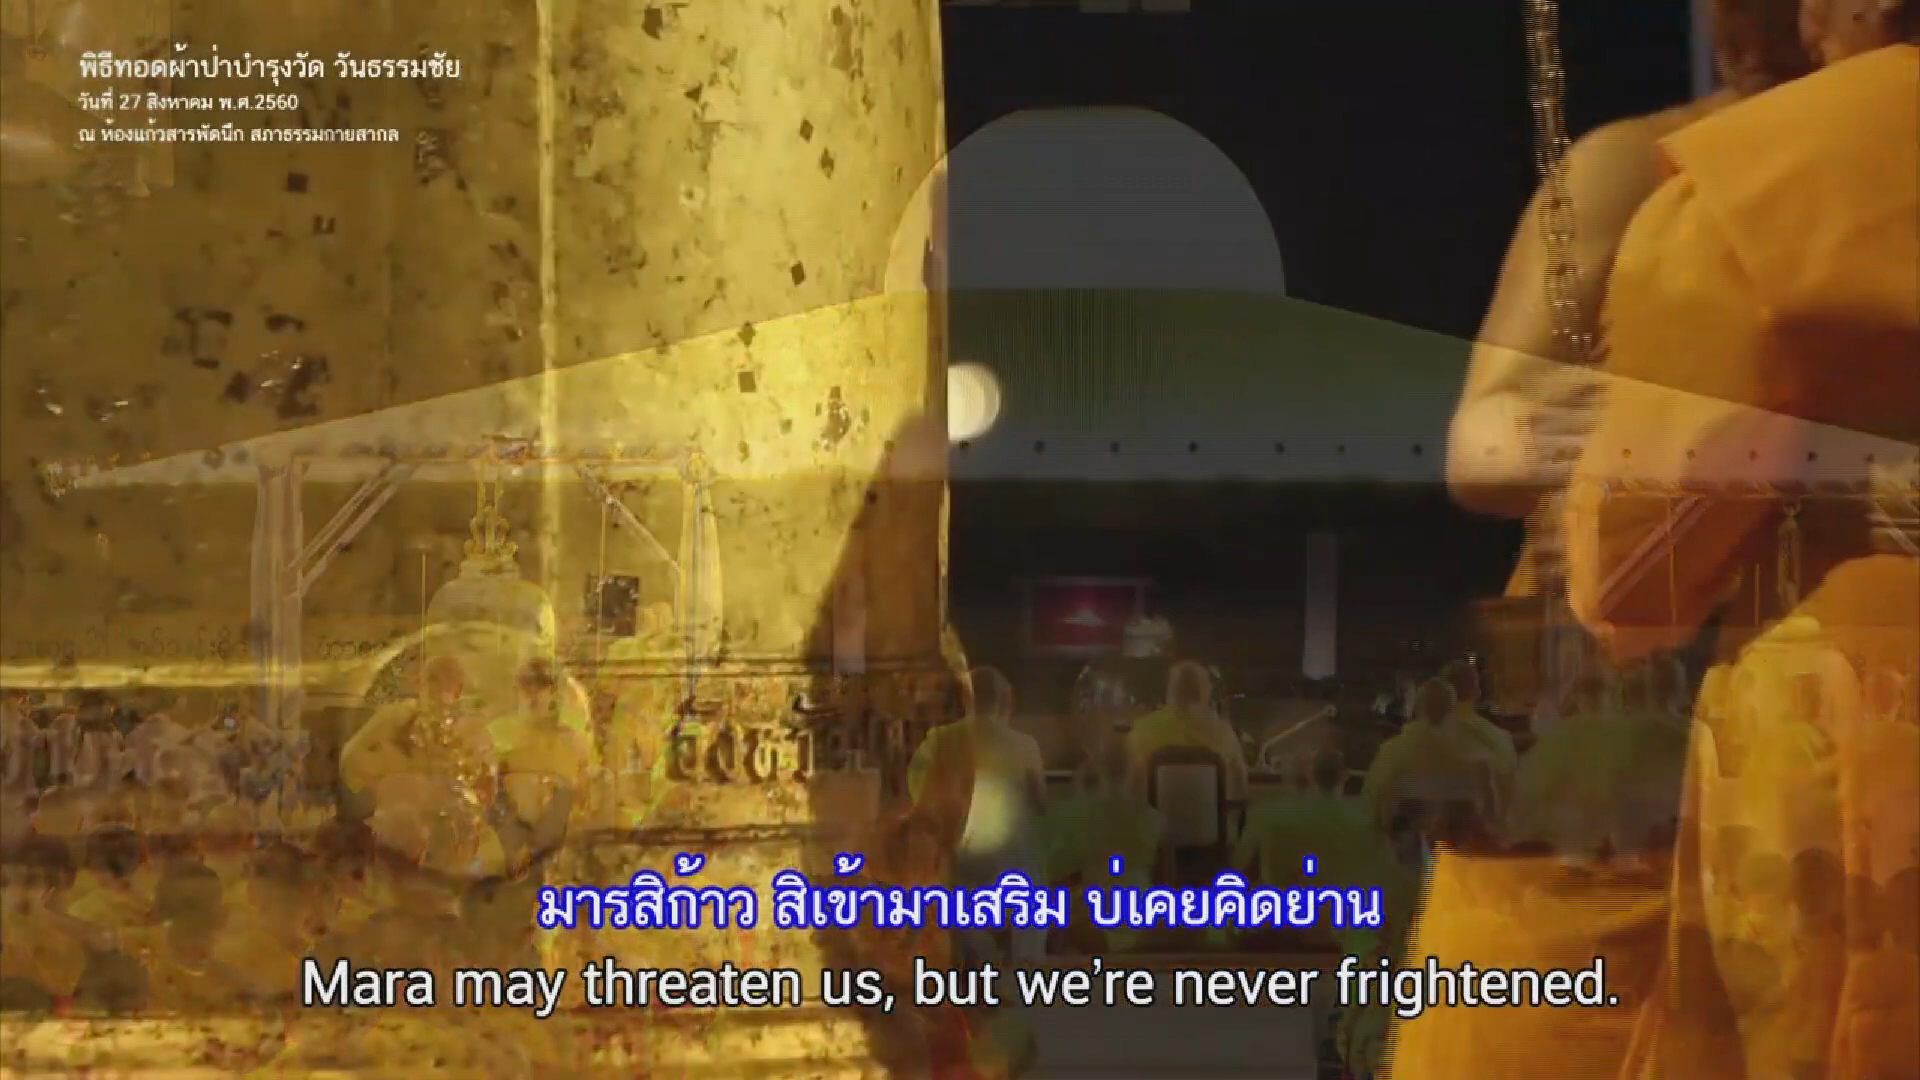 พิธีทอดผ้าป่าบำรุงวัด วันธรรมชัย
วันที่ 27 สิงหาคม พ.ศ.2560
ณ ห้องแก้วสารพัดนึก สภาธรรมกายสากล
มารสิก้าว สิเข้ามาเสริม บ่เคยคิดย่าน
Mara may threaten us, but we're never frightened.